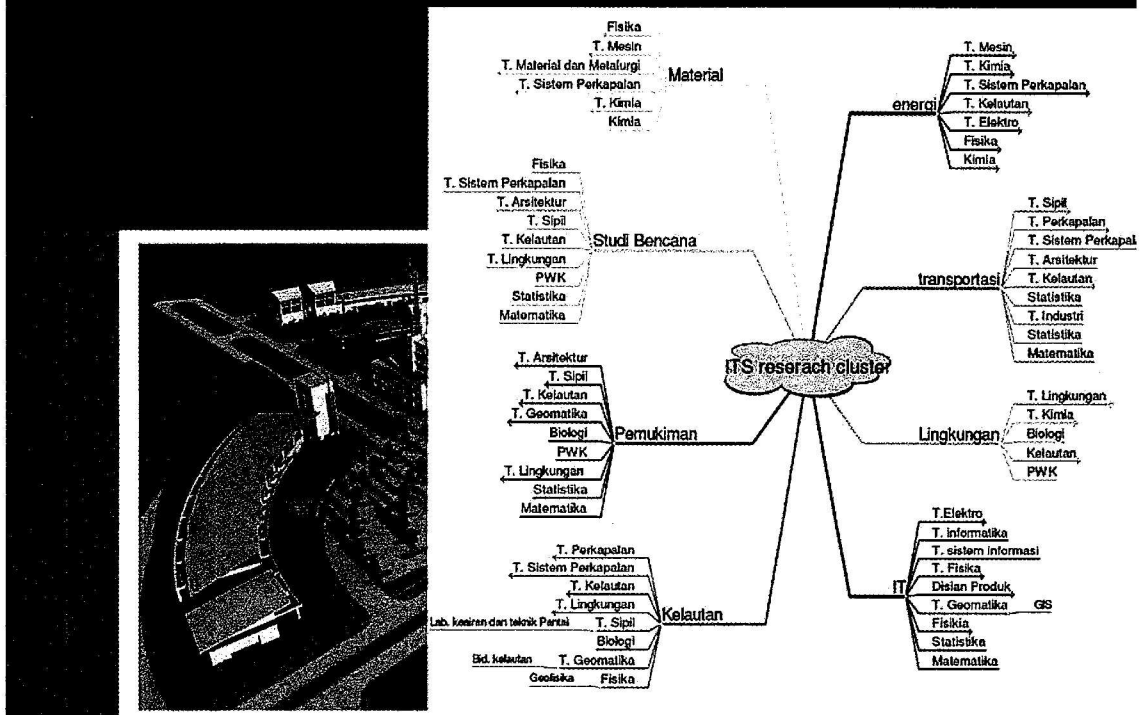 Fisika
T. Mesin
T. Material dan Metalurgi
T. Sistem Perkapalan
T. Kimia
Kimia
Material
Fisika
T. Sistem Perkapalan
T. Arsitektur
T. Sipil
T. Kelautan
T. Lingkungan
PWK
Statistika
Matematika
Studi Bencana
T. Arsitektur
T. Sipil
T. Kelautan
T. Geomatika
Biologi
PWK
T. Lingkungan
Statistika
Matematika
Pemukiman
T. Perkapalan
T. Sistem Perkapalan
T. Kelautan
T. Lingkungan
Lab. keairan dan teknik Pantai T. Sipil
Biologi
Bid. kelautan T. Geomatika
Geofisika Fisika
Kelautan
ITS reserach cluster
energi
T. Mesin
T. Kimia
T. Sistem Perkapalan
T. Kelautan
T. Elektro
Fisika
Kimia
transportasi
T. Sipil
T. Perkapalan
T. Sistem Perkapal
T. Arsitektur
T. Kelautan
Statistika
T. Industri
Statistika
Matematika
Lingkungan
T. Lingkungan
T. Kimia
Biologi
Kelautan
PWK
IT
T.Elektro
T. informatika
T. sistem informasi
T. Fisika
Disian Produk
T. Geomatika GIS
Fisikia
Statistika
Matematika